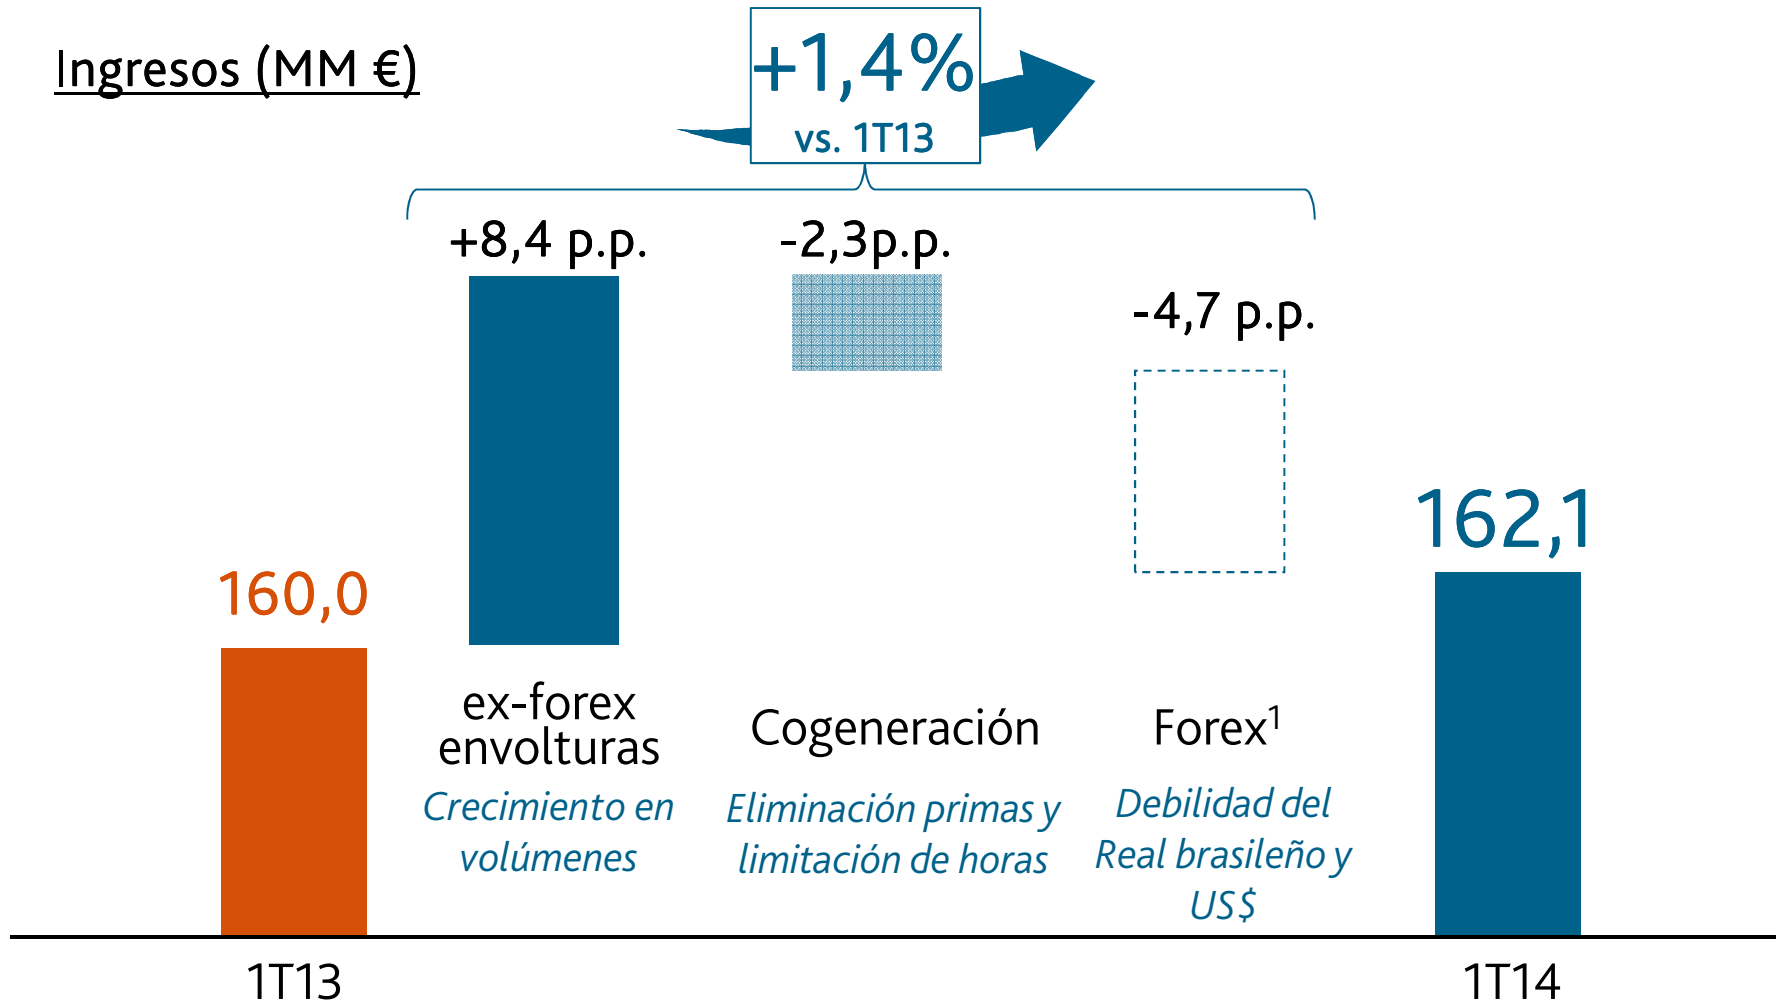 Ingresos (MM €)
+1,4%
vs. 1T13
+8,4 p.p.
-2,3p.p.
-4,7 p.p.
160,0
162,1
ex-forex
envolturas
Crecimiento en
volúmenes
Cogeneración
Eliminación primas y
limitación de horas
Forex¹
Debilidad del
Real brasileño y
US$
1T13
1T14